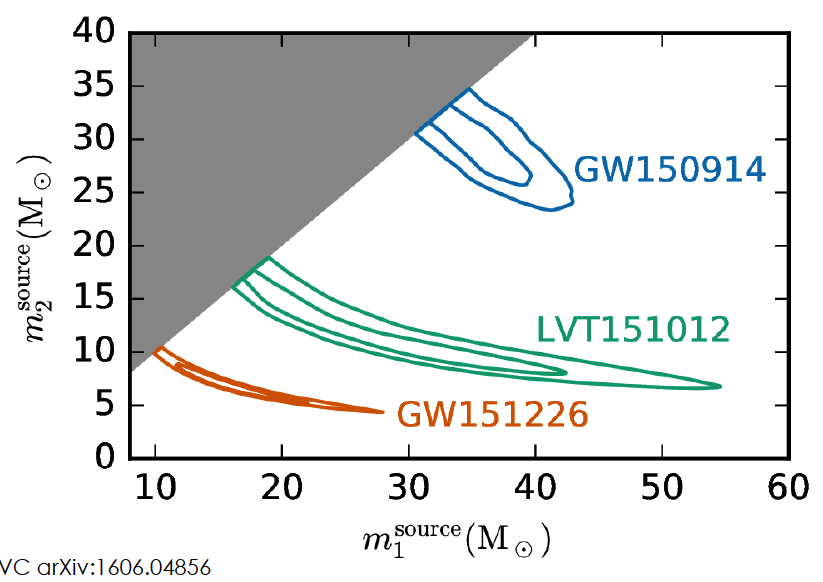 40
35
30
25
20
15
10
5
0
m₂^source(M⊙)
GW150914
LVT151012
GW151226
10 20 30 40 50 60
m₁^source(M⊙)
VC arXiv:1606.04856